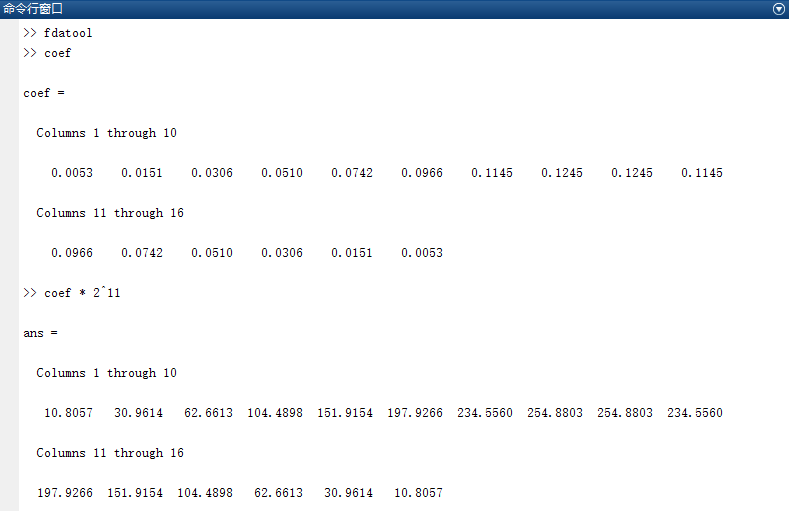 命令行窗口
>> fdatool
>> coef
coef =
Columns 1 through 10
0.0053 0.0151 0.0306 0.0510 0.0742 0.0966 0.1145 0.1245 0.1245 0.1145
Columns 11 through 16
0.0966 0.0742 0.0510 0.0306 0.0151 0.0053
>> coef * 2^11
ans =
Columns 1 through 10
10.8057 30.9614 62.6613 104.4898 151.9154 197.9266 234.5560 254.8803 254.8803 234.5560
Columns 11 through 16
197.9266 151.9154 104.4898 62.6613 30.9614 10.8057